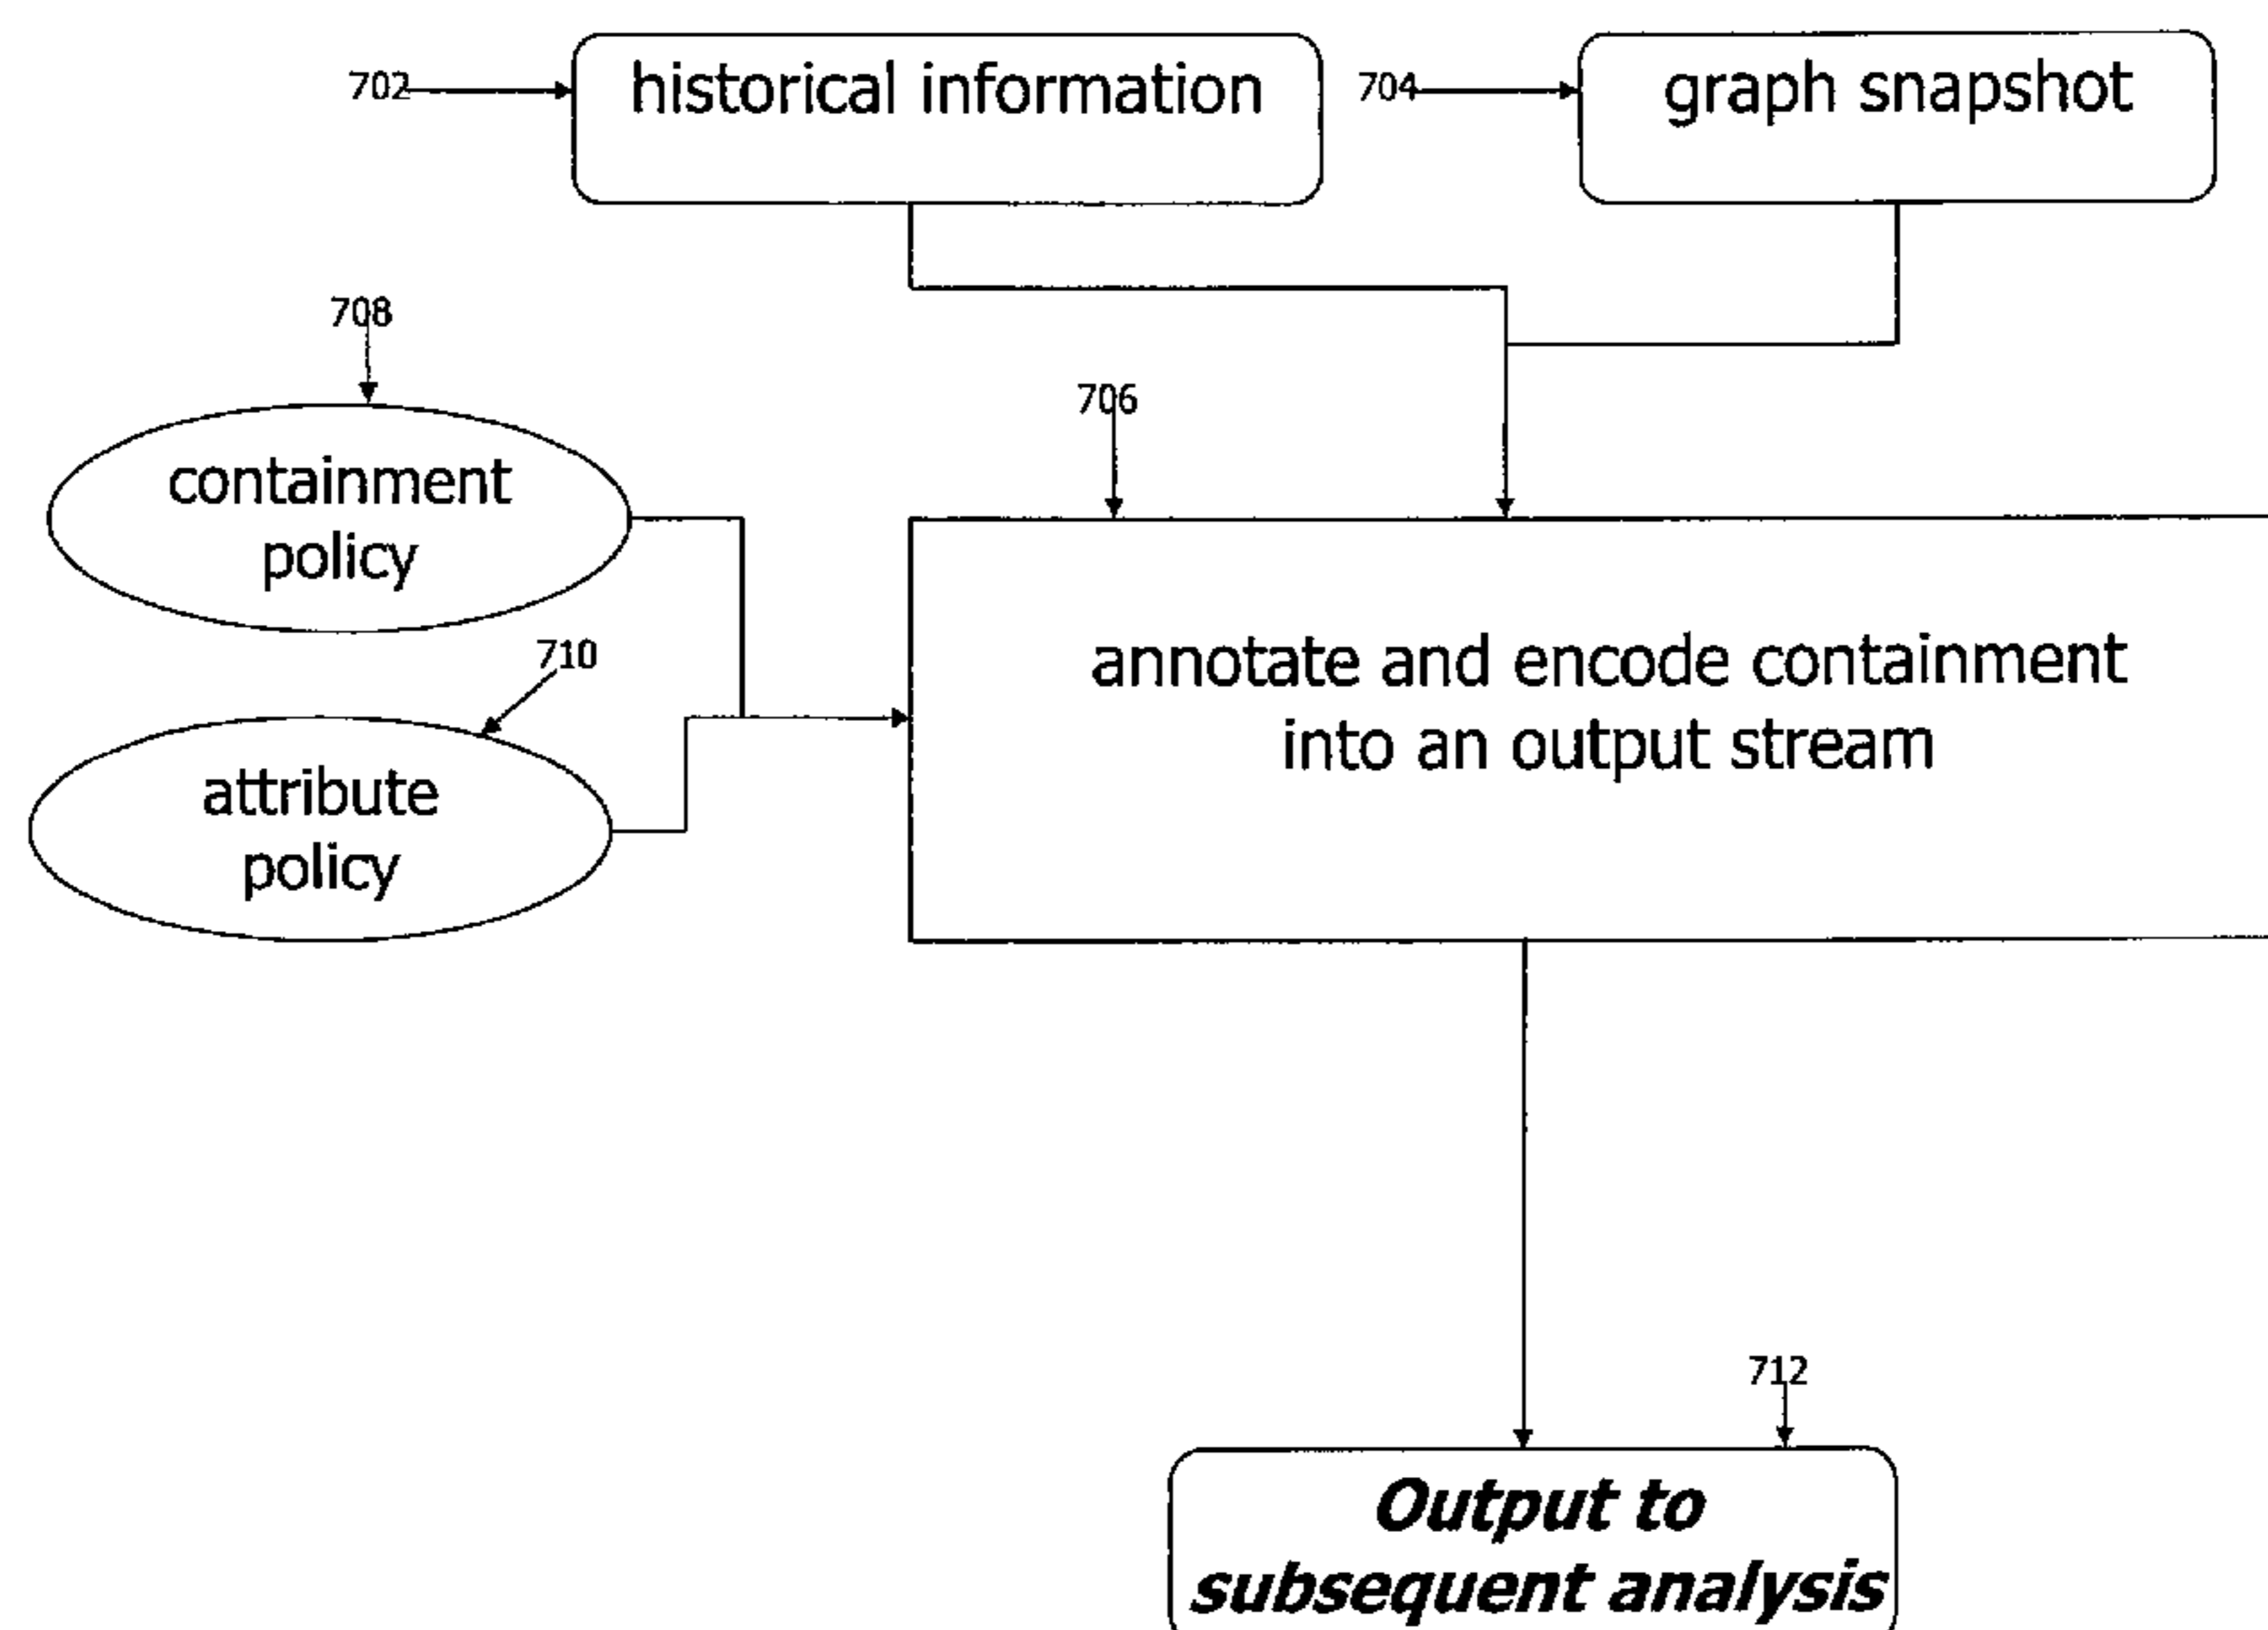 702
historical information
704
graph snapshot
708
706
containment
policy
710
annotate and encode containment
into an output stream
attribute
policy
712
Output to
subsequent analysis